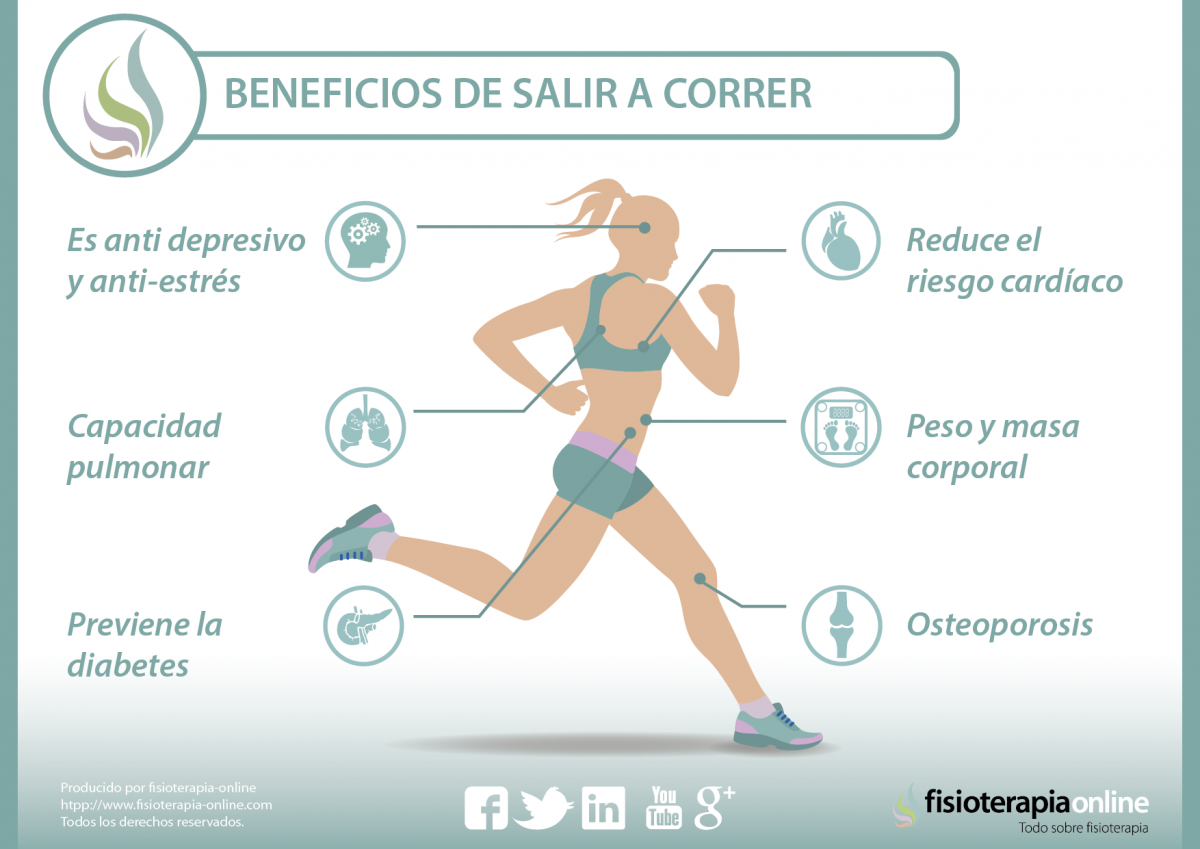 BENEFICIOS DE SALIR A CORRER
Es anti depresivo
y anti-estrés
Reduce el
riesgo cardíaco
Capacidad
pulmonar
Peso y masa
corporal
Previene la
diabetes
Osteoporosis
Producido por fisioterapia-online
htpp://www.fisioterapia-online.com
Todos los derechos reservados.
f
in
You
Tube
g+
fisioterapiaonline
Todo sobre fisioterapia